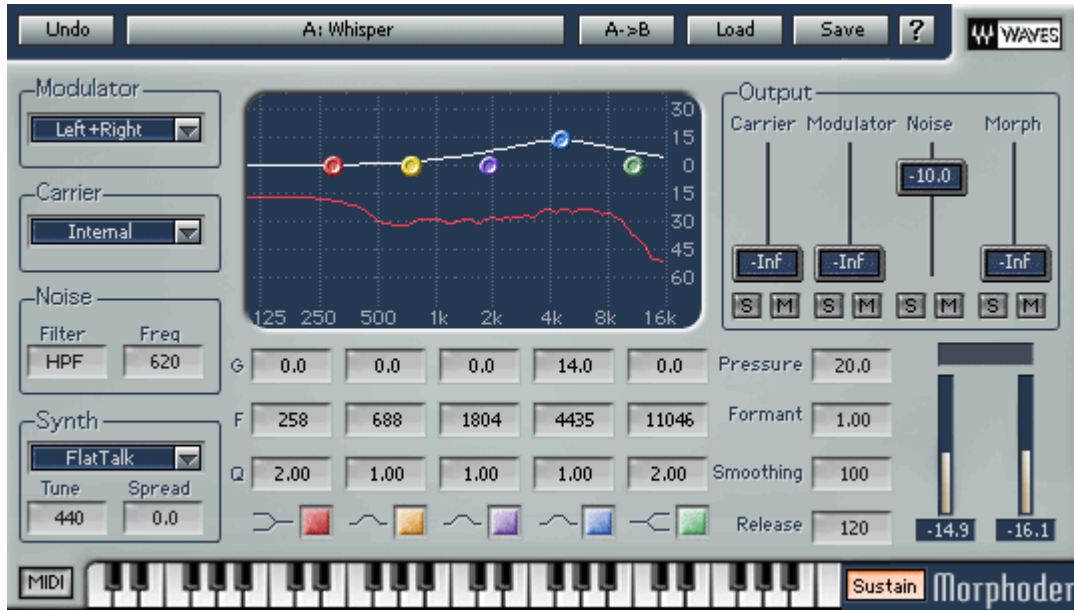 Undo A: Whisper A->B Load Save ? WAVES
Modulator
Left+Right
Carrier
Internal
Noise
Filter Freq
HPF 620
Synth
FlatTalk
Tune Spread
440 0.0
30
15
0
15
30
45
60
125 250 500 1k 2k 4k 8k 16k
G 0.0 0.0 0.0 14.0 0.0
F 258 688 1804 4435 11046
Q 2.00 1.00 1.00 1.00 2.00
Output
Carrier Modulator Noise Morph
-10.0
-Inf -Inf -Inf
S M S M S M S M
Pressure 20.0
Formant 1.00
Smoothing 100
Release 120
-14.9 -16.1
MIDI Sustain Morphoder